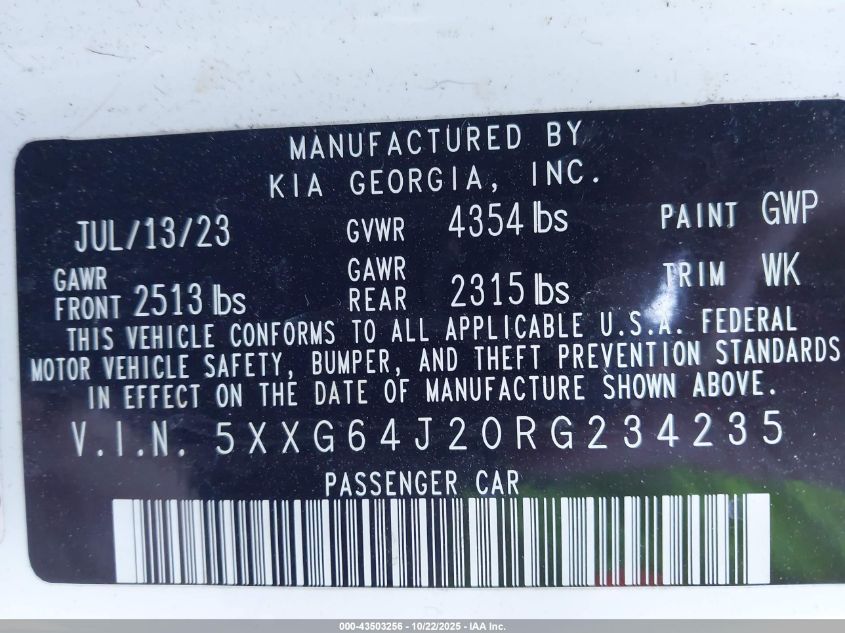 MANUFACTURED BY
KIA GEORGIA, INC.
JUL/13/23 GVWR 4354 lbs PAINT GWP
GAWR FRONT 2513 lbs GAWR REAR 2315 lbs TRIM WK
THIS VEHICLE CONFORMS TO ALL APPLICABLE U.S.A. FEDERAL
MOTOR VEHICLE SAFETY, BUMPER, AND THEFT PREVENTION STANDARDS
IN EFFECT ON THE DATE OF MANUFACTURE SHOWN ABOVE.
V.I.N. 5XXG64J20RG234235
PASSENGER CAR
000-43503256 - 10/22/2025 - IAA Inc.